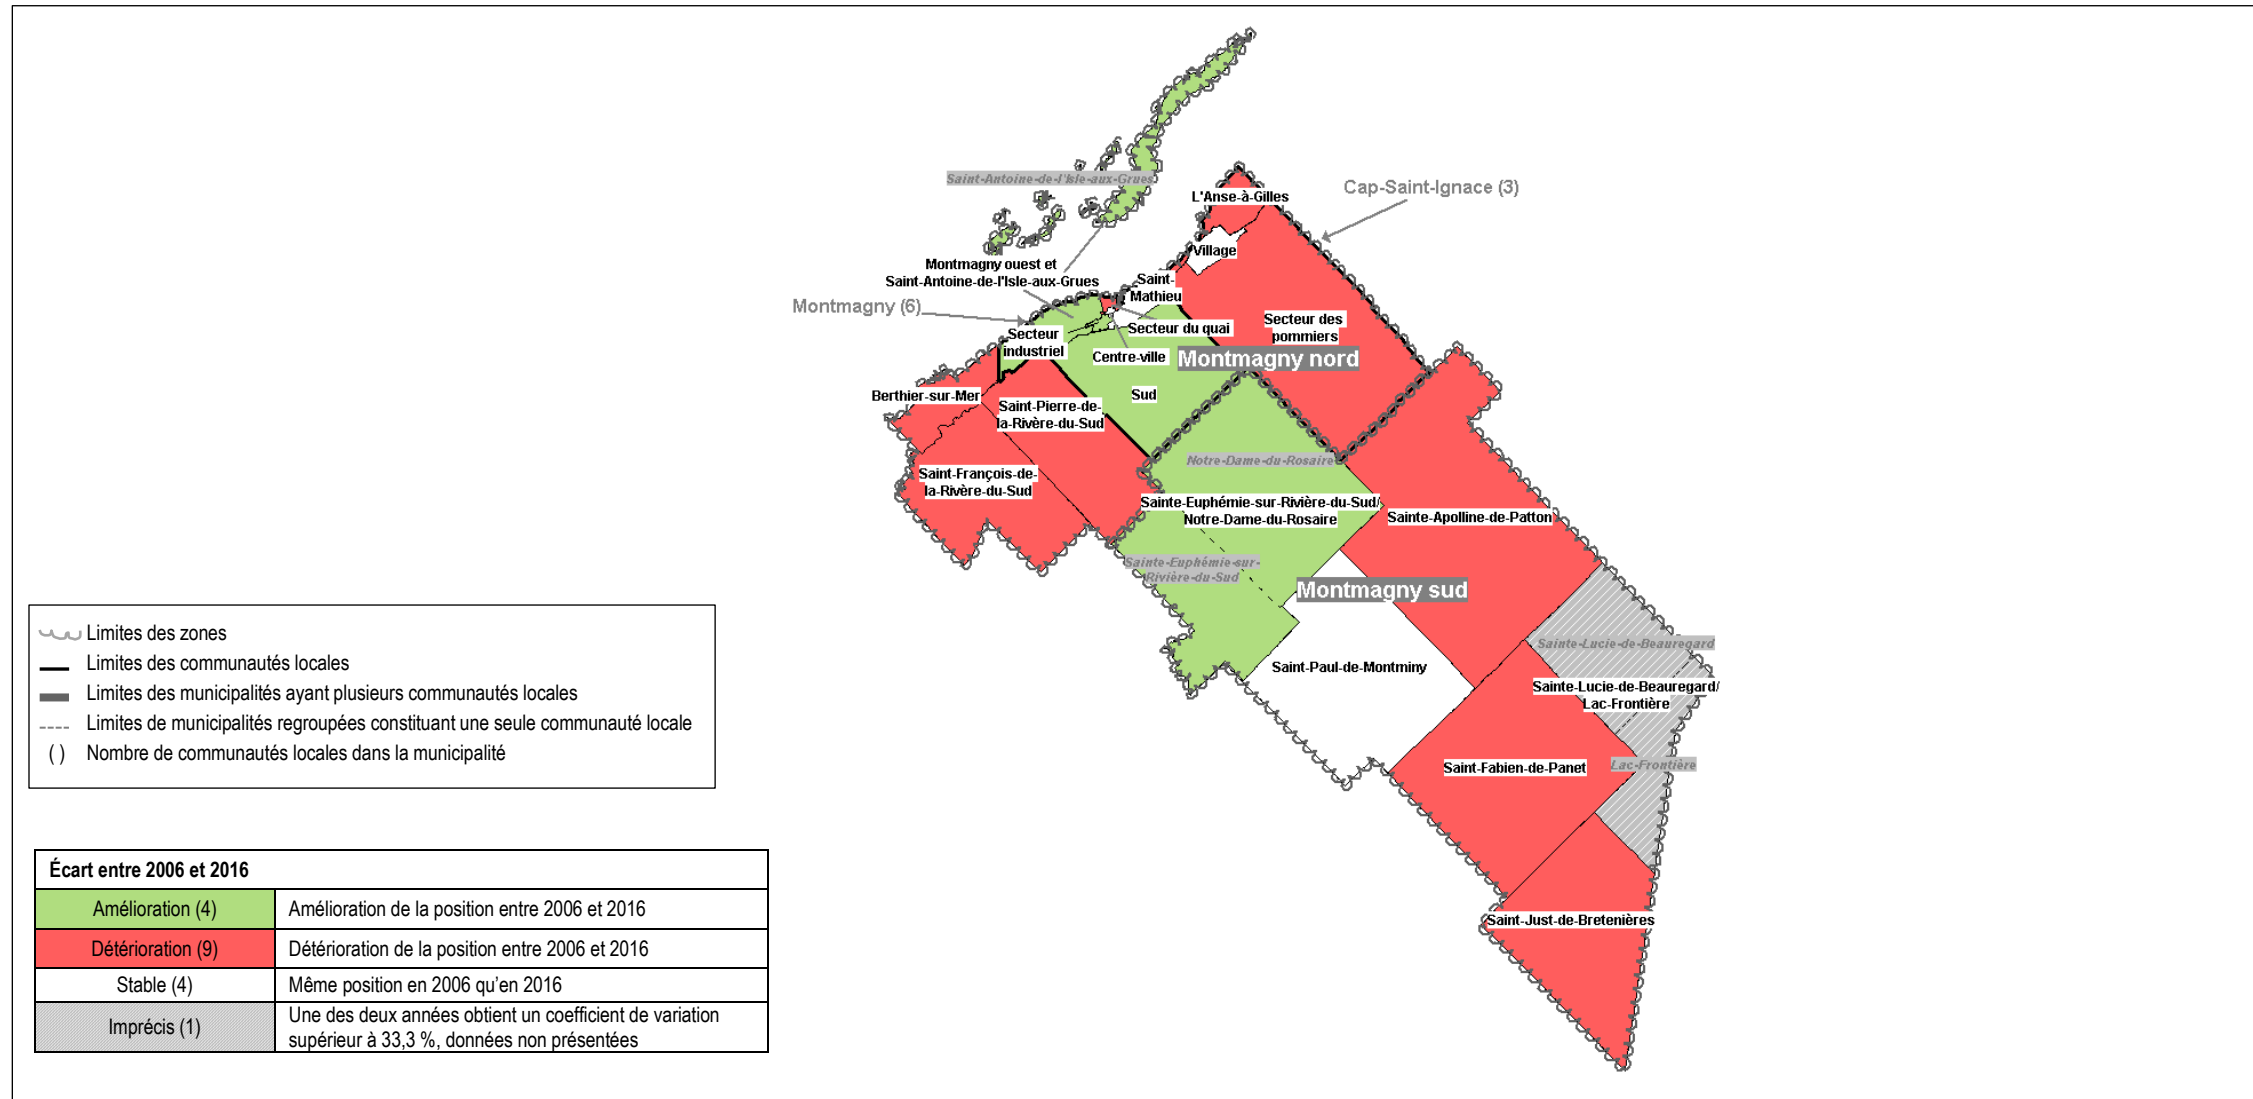 Saint-Antoine-de-l'Isle-aux-Grues
L'Anse-à-Gilles
Cap-Saint-Ignace (3)
Village
Montmagny ouest et
Saint-Antoine-de-l'Isle-aux-Grues
Saint-
Mathieu
Montmagny (6)
Secteur du quai
Secteur des
pommiers
Secteur
industriel
Centre-ville
Montmagny nord
Berthier-sur-Mer
Sud
Saint-Pierre-de-
la-Rivère-du-Sud
Notre-Dame-du-Rosaire
Saint-François-de-
la-Rivère-du-Sud
Sainte-Euphémie-sur-Rivière-du-Sud/
Notre-Dame-du-Rosaire
Sainte-Apolline-de-Patton
Sainte-Euphémie-sur-
Rivière-du-Sud
Montmagny sud
Sainte-Lucie-de-Beauregard
Saint-Paul-de-Montminy
Sainte-Lucie-de-Beauregard/
Lac-Frontière
Saint-Fabien-de-Panet
Lac-Frontière
Saint-Just-de-Bretenières
Limites des zones
Limites des communautés locales
Limites des municipalités ayant plusieurs communautés locales
Limites de municipalités regroupées constituant une seule communauté locale
( ) Nombre de communautés locales dans la municipalité
Écart entre 2006 et 2016
Amélioration (4) Amélioration de la position entre 2006 et 2016
Détérioration (9) Détérioration de la position entre 2006 et 2016
Stable (4) Même position en 2006 qu'en 2016
Imprécis (1) Une des deux années obtient un coefficient de variation
supérieur à 33,3 %, données non présentées